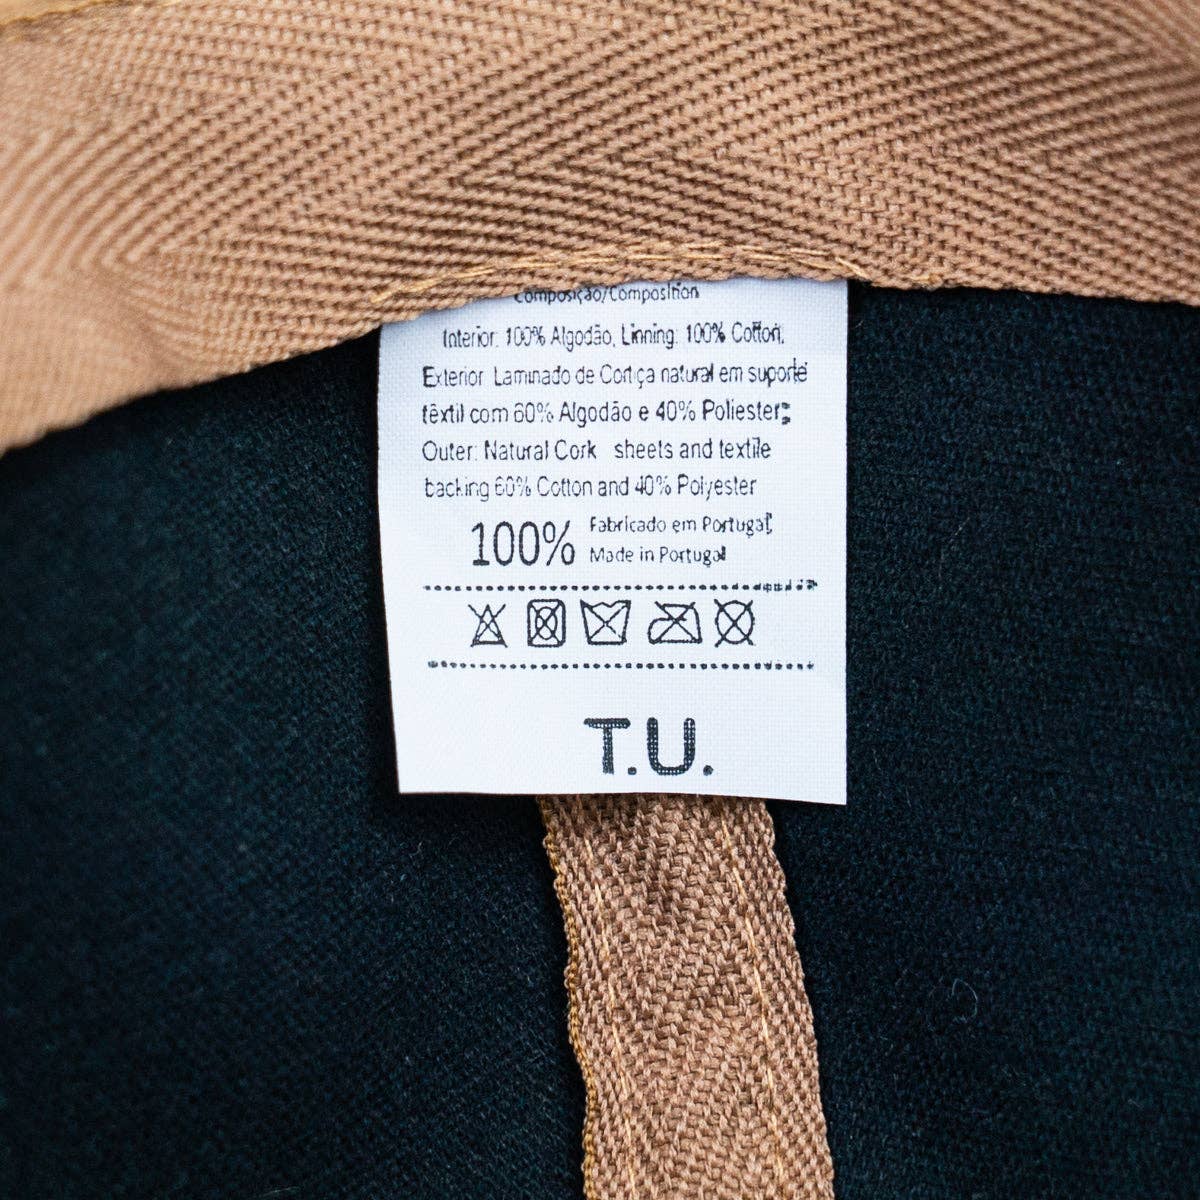 Composição/Composition
Interior: 100% Algodão, Linning: 100% Cotton.
Exterior Laminado de Cortiça natural em suporte
têxtil com 60% Algodão e 40% Poliester;
Outer: Natural Cork sheets and textile
backing 60% Cotton and 40% Polyester
100% Fabricado em Portugal
Made in Portugal
T.U.